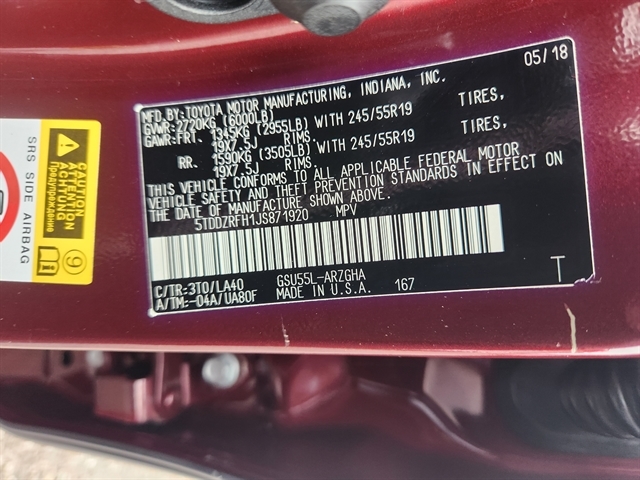 05/18
MFD.BY:TOYOTA MOTOR MANUFACTURING, INDIANA, INC.
GVWR:2720KG (6000LB)
GAWR:FRT. 1345KG (2955LB) WITH 245/55R19 TIRES,
19X7.5J RIMS
RR. 1590KG (3505LB) WITH 245/55R19 TIRES,
19X7.5J RIMS
THIS VEHICLE CONFORMS TO ALL APPLICABLE FEDERAL MOTOR
VEHICLE SAFETY AND THEFT PREVENTION STANDARDS IN EFFECT ON
THE DATE OF MANUFACTURE SHOWN ABOVE.
5TDDZRFH1JS871920 MPV
C/TR:3T0/LA40 GSU55L-ARZGHA
A/TM:-04A/UA80F MADE IN U.S.A. 167
T
SRS SIDE AIRBAG
CAUTION
ATTENTION
ACHTUNG
Предупреждение
9